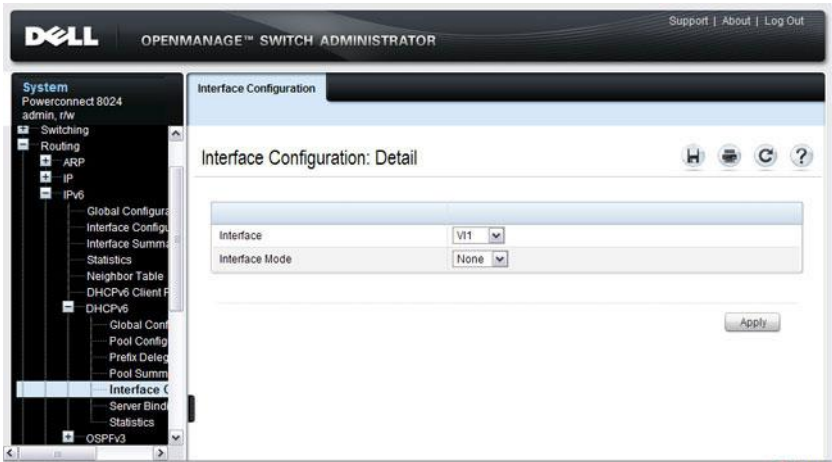 Support | About | Log Out
DELL OPENMANAGE™ SWITCH ADMINISTRATOR
System
Powerconnect 8024
admin, r/w
Switching
Routing
ARP
IP
IPv6
Global Configura
Interface Configu
Interface Summa
Statistics
Neighbor Table
DHCPv6 Client
DHCPv6
Global Conf
Pool Config
Prefix Deleg
Pool Summ
Interface
Server Bindi
Statistics
OSPFv3
Interface Configuration
Interface Configuration: Detail
Interface Vl1
Interface Mode None
Apply